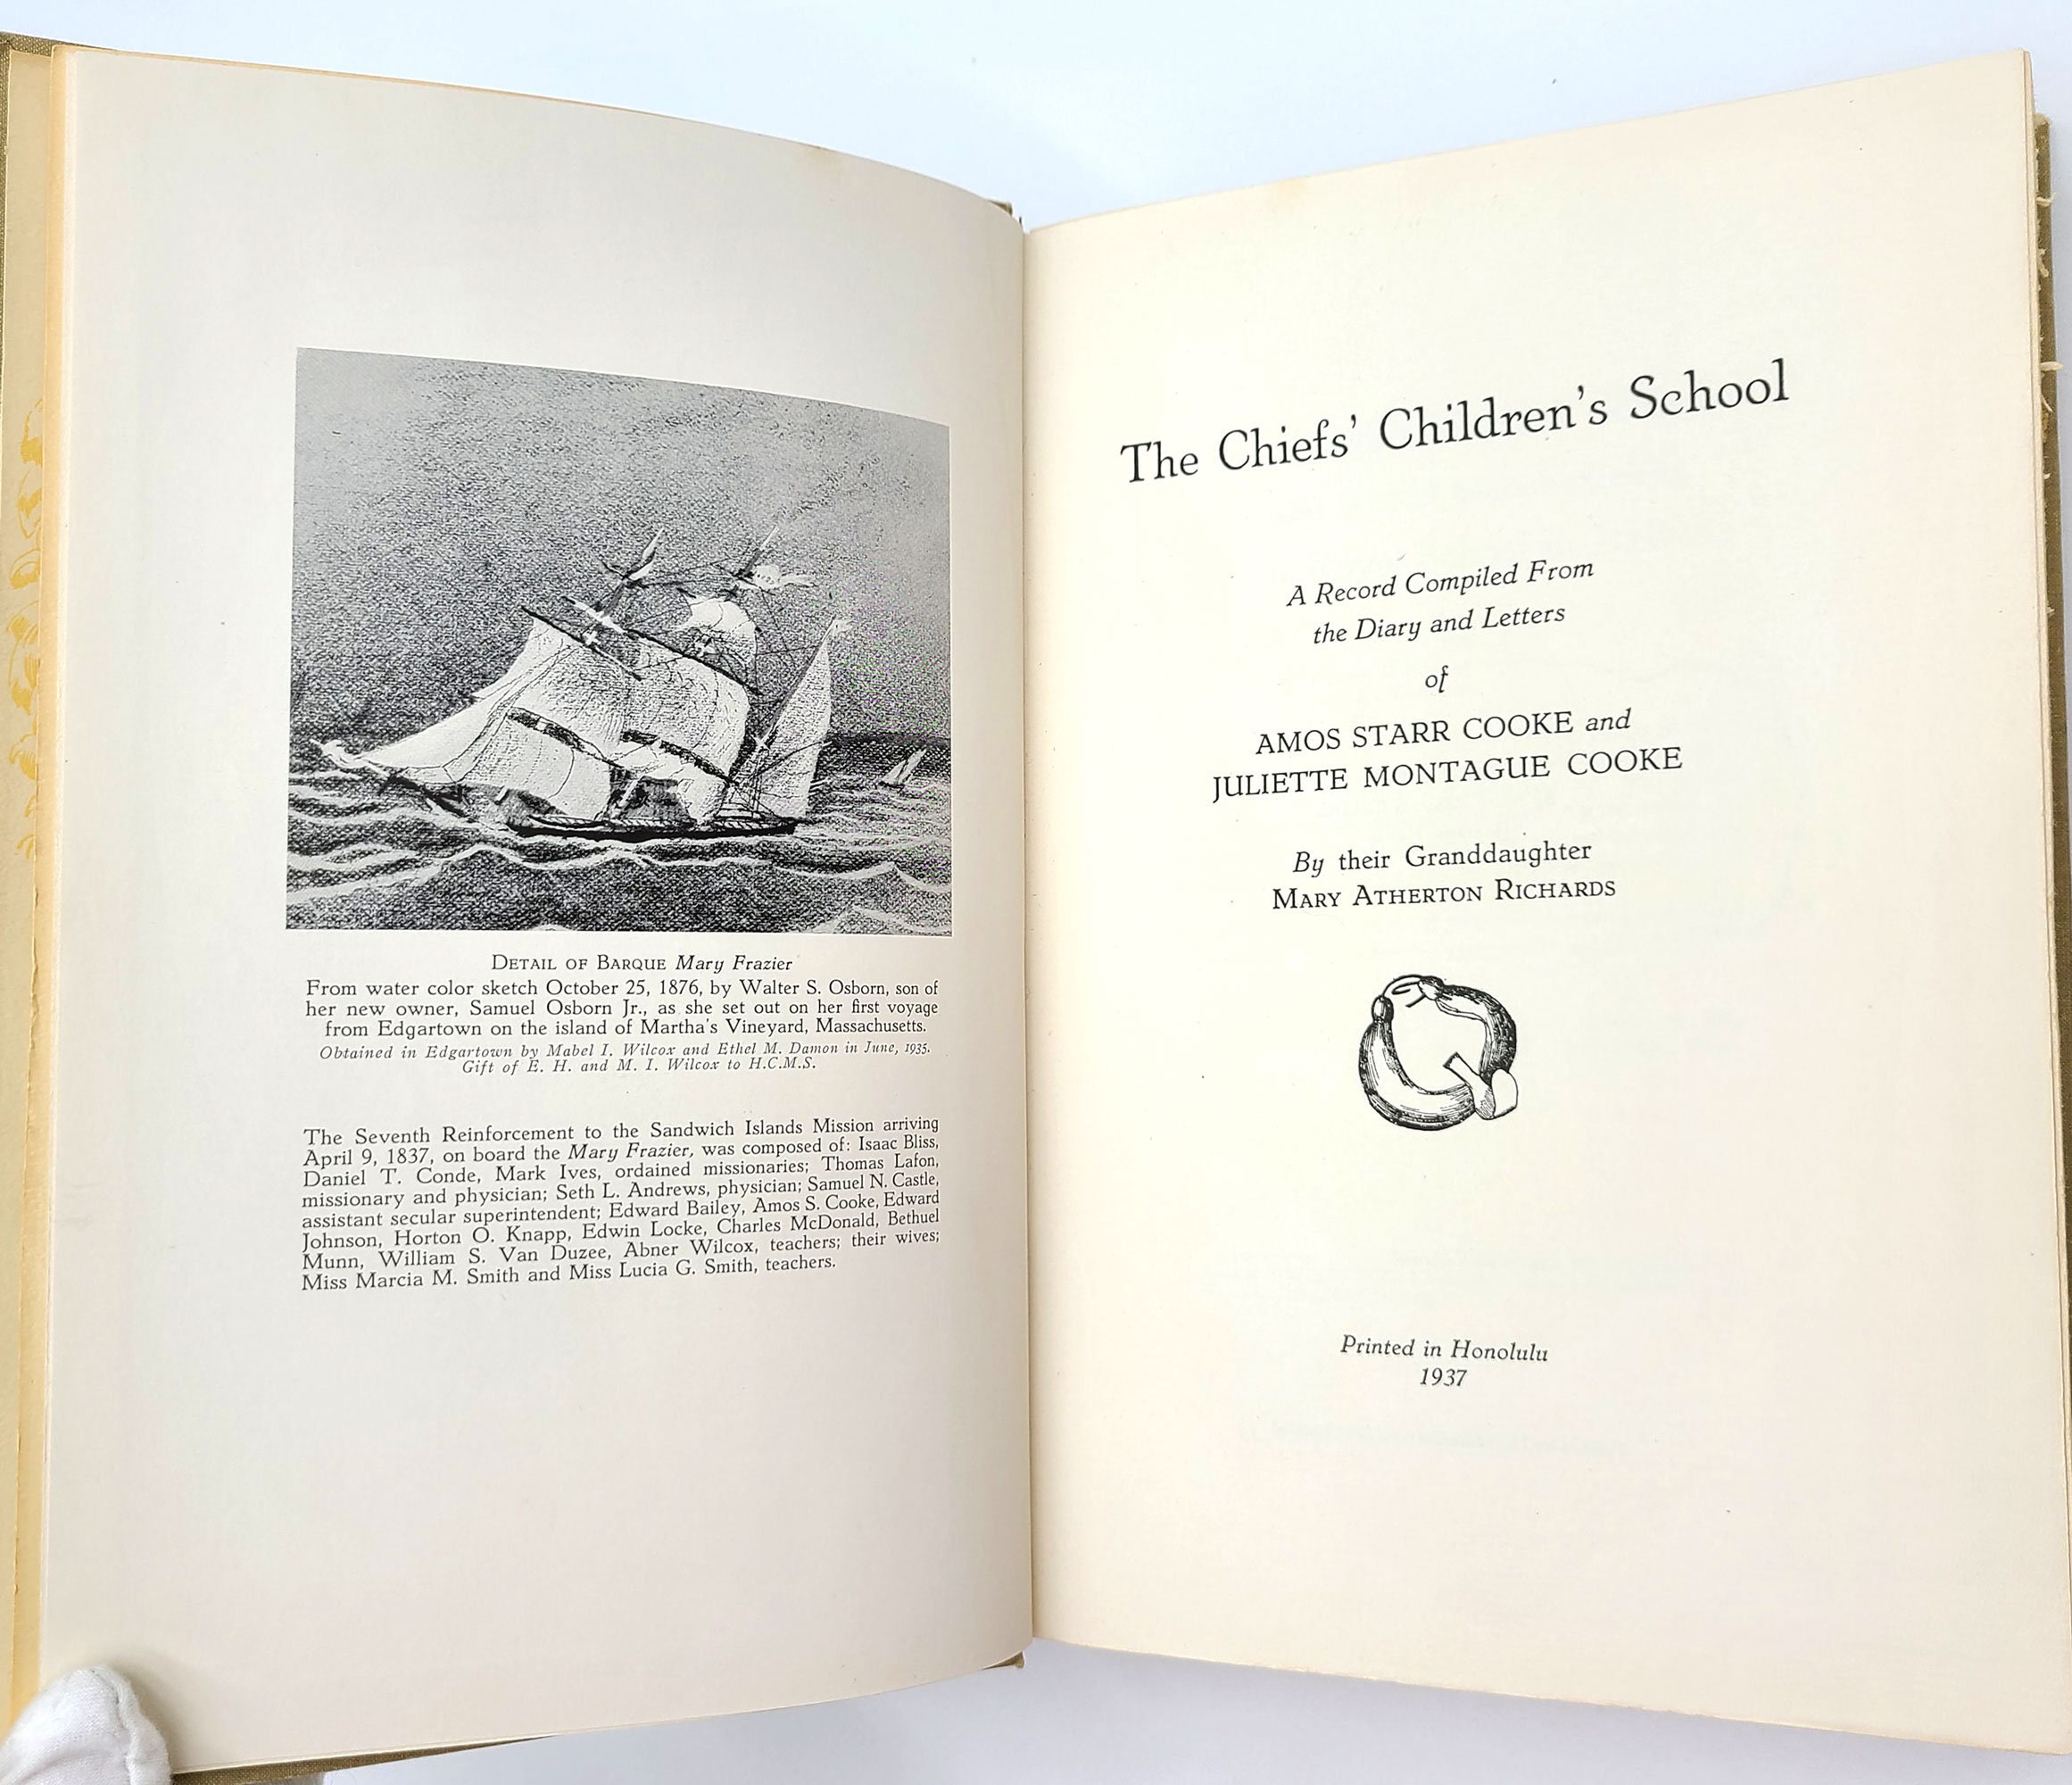 DETAIL OF BARQUE Mary Frazier
From water color sketch October 25, 1876, by Walter S. Osborn, son of
her new owner, Samuel Osborn Jr., as she set out on her first voyage
from Edgartown on the island of Martha's Vineyard, Massachusetts.
Obtained in Edgartown by Mabel I. Wilcox and Ethel M. Damon in June, 1935.
Gift of E. H. and M. I. Wilcox to H.C.M.S.
The Seventh Reinforcement to the Sandwich Islands Mission arriving
April 9, 1837, on board the Mary Frazier, was composed of: Isaac Bliss,
Daniel T. Conde, Mark Ives, ordained missionaries; Thomas Lafon,
missionary and physician; Seth L. Andrews, physician; Samuel N. Castle,
assistant secular superintendent; Edward Bailey, Amos S. Cooke, Edward
Johnson, Horton O. Knapp, Edwin Locke, Charles McDonald, Bethuel
Munn, William S. Van Duzee, Abner Wilcox, teachers; their wives;
Miss Marcia M. Smith and Miss Lucia G. Smith, teachers.
The Chiefs' Children's School
A Record Compiled From
the Diary and Letters
of
AMOS STARR COOKE and
JULIETTE MONTAGUE COOKE
By their Granddaughter
MARY ATHERTON RICHARDS
Printed in Honolulu
1937